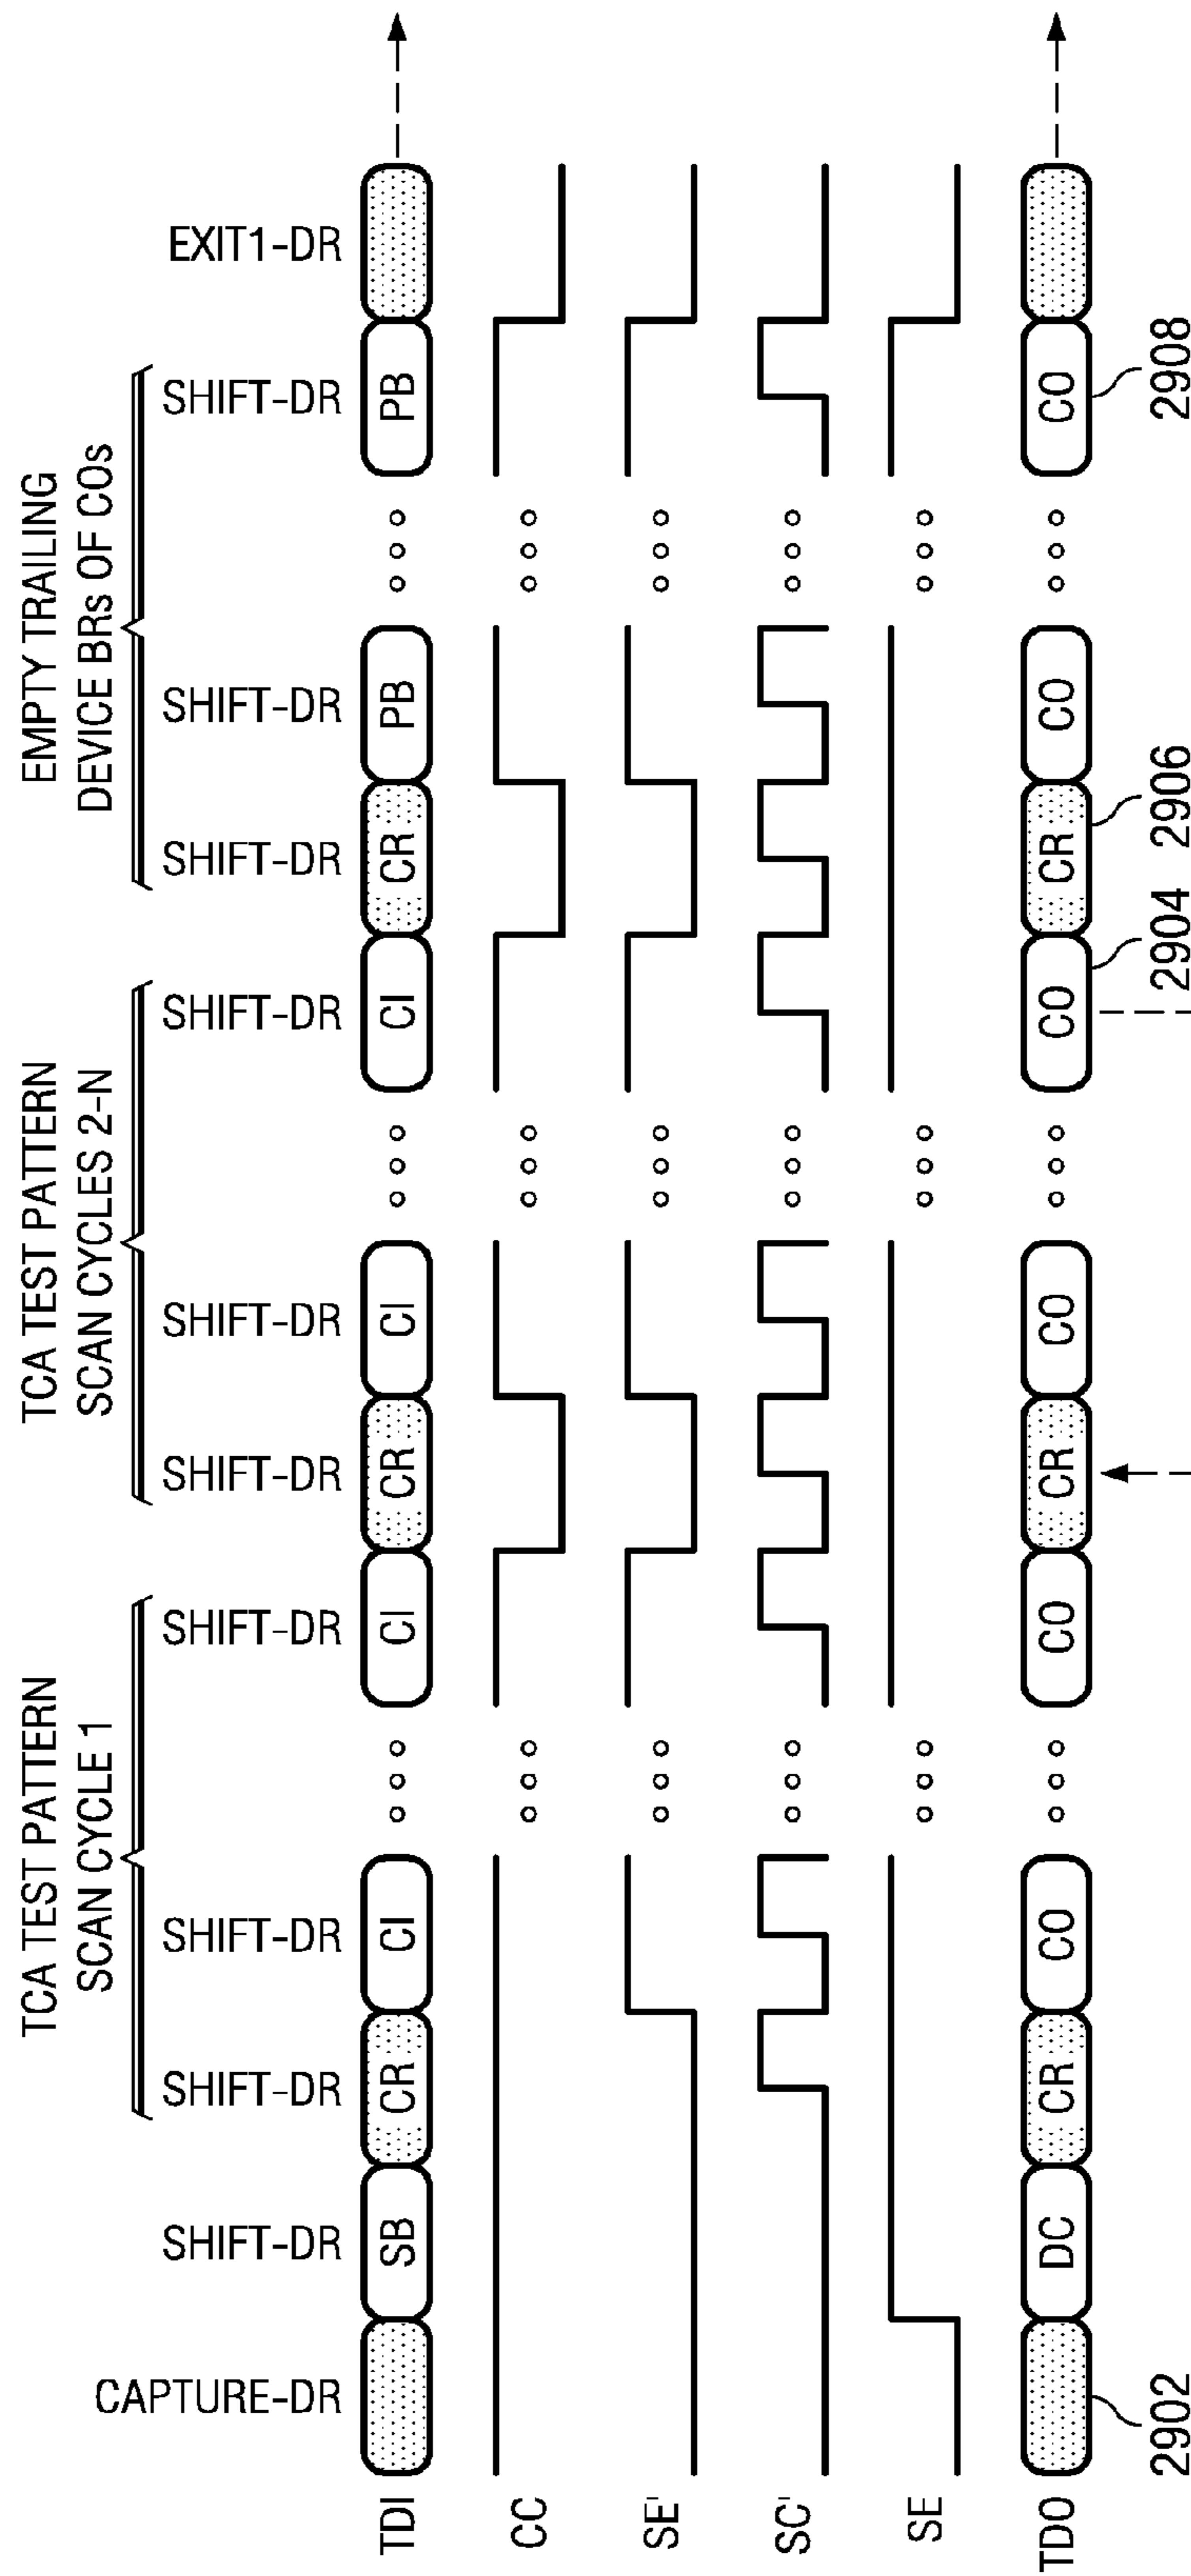 TCA TEST PATTERN
SCAN CYCLE 1
TCA TEST PATTERN
SCAN CYCLES 2-N
EMPTY TRAILING
DEVICE BRs OF COs
CAPTURE-DR
SHIFT-DR
SHIFT-DR
SHIFT-DR
SHIFT-DR
SHIFT-DR
SHIFT-DR
SHIFT-DR
SHIFT-DR
SHIFT-DR
SHIFT-DR
EXIT1-DR
TDI
SB
CR
CI
CI
CR
CI
CI
CR
PB
PB
CC
SE'
SC'
SE
TDO
DC
CR
CO
CO
CR
CO
CO
CR
CO
CO
2902
2904
2906
2908